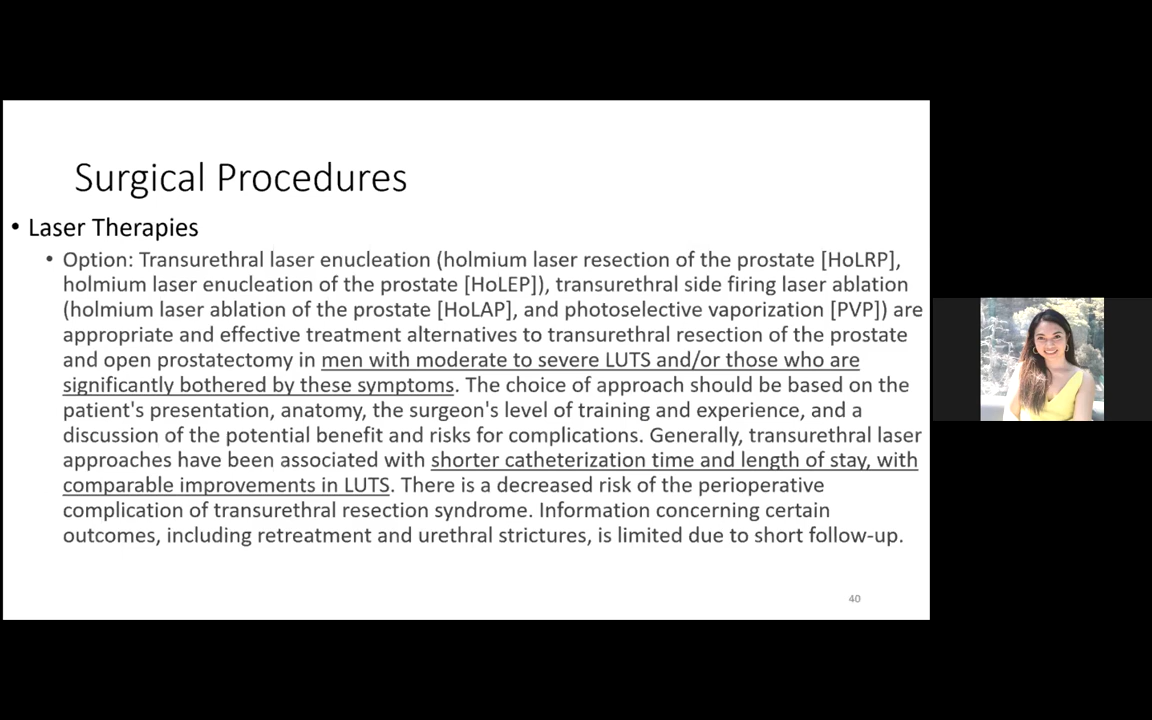 Surgical Procedures
• Laser Therapies
• Option: Transurethral laser enucleation (holmium laser resection of the prostate [HoLRP],
holmium laser enucleation of the prostate [HoLEP]), transurethral side firing laser ablation
(holmium laser ablation of the prostate [HoLAP], and photoselective vaporization [PVP]) are
appropriate and effective treatment alternatives to transurethral resection of the prostate
and open prostatectomy in men with moderate to severe LUTS and/or those who are
significantly bothered by these symptoms. The choice of approach should be based on the
patient's presentation, anatomy, the surgeon's level of training and experience, and a
discussion of the potential benefit and risks for complications. Generally, transurethral laser
approaches have been associated with shorter catheterization time and length of stay, with
comparable improvements in LUTS. There is a decreased risk of the perioperative
complication of transurethral resection syndrome. Information concerning certain
outcomes, including retreatment and urethral strictures, is limited due to short follow-up.
40